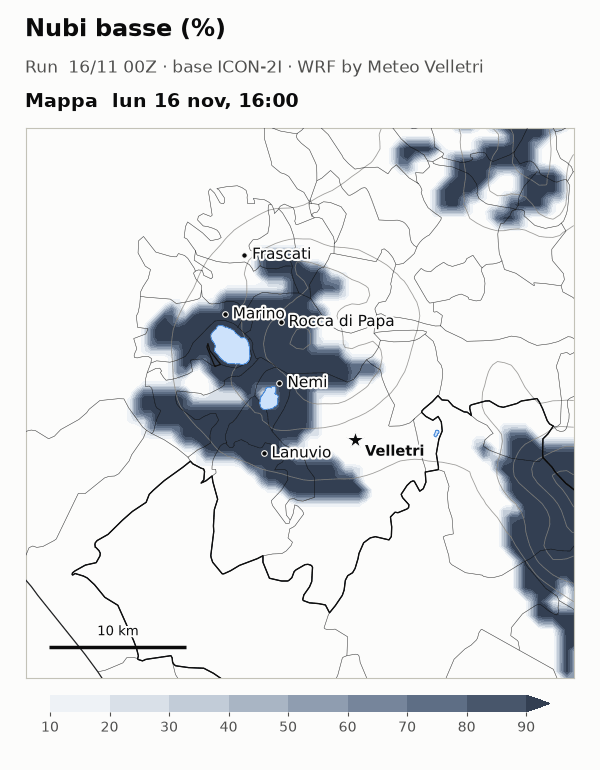 Nubi basse (%)
Run  16/11 00Z · base ICON-2I · WRF by Meteo Velletri
Mappa  lun 16 nov, 16:00
Frascati
Marino
Rocca di Papa
Nemi
Velletri
Lanuvio
10 km
10 20 30 40 50 60 70 80 90